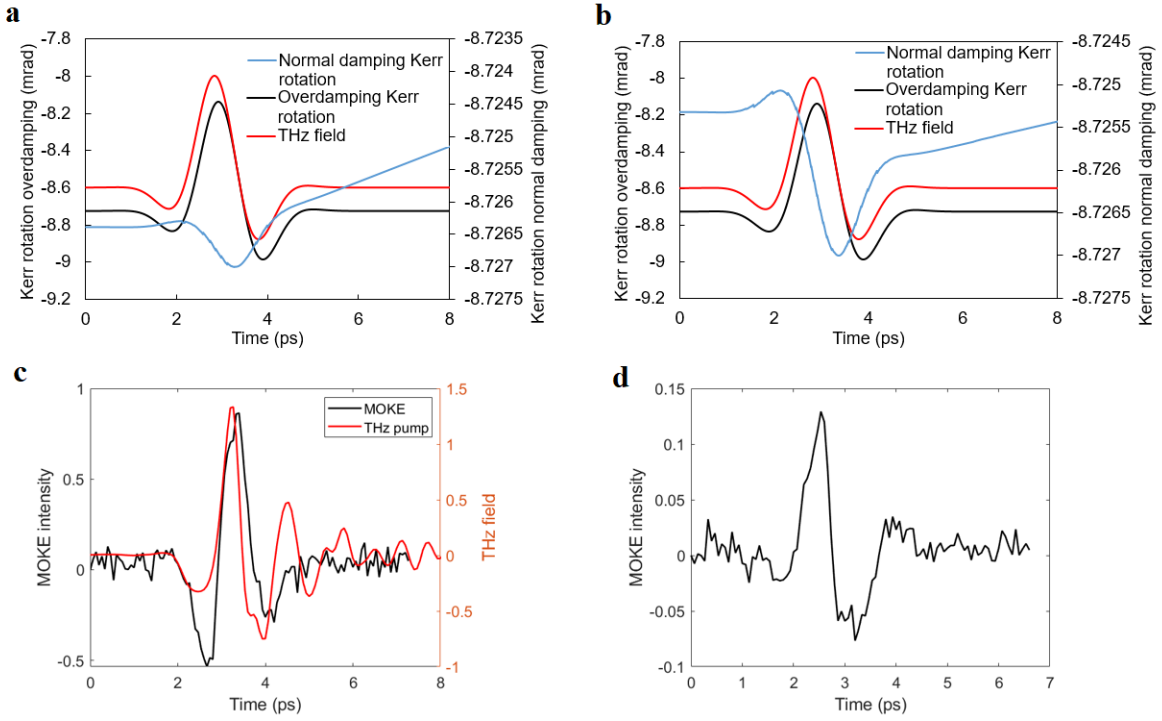 a
Kerr rotation overdamping (mrad)
-7.8
-8
-8.2
-8.4
-8.6
-8.8
-9
-9.2
0
2
4
6
8
Time (ps)
Normal damping Kerr
rotation
Overdamping Kerr
rotation
THz field
-8.7235
-8.724
-8.7245
-8.725
-8.7255
-8.726
-8.7265
-8.727
-8.7275
Kerr rotation normal damping (mrad)
b
Kerr rotation overdamping (mrad)
-7.8
-8
-8.2
-8.4
-8.6
-8.8
-9
-9.2
0
2
4
6
8
Time (ps)
Normal damping Kerr
rotation
Overdamping Kerr
rotation
THz field
-8.7245
-8.725
-8.7255
-8.726
-8.7265
-8.727
-8.7275
Kerr rotation normal damping (mrad)
c
MOKE intensity
1
0.5
0
-0.5
0
2
4
6
8
Time (ps)
MOKE
THz pump
1.5
1
0.5
0
-0.5
-1
THz field
d
MOKE intensity
0.15
0.1
0.05
0
-0.05
-0.1
0
1
2
3
4
5
6
7
Time (ps)